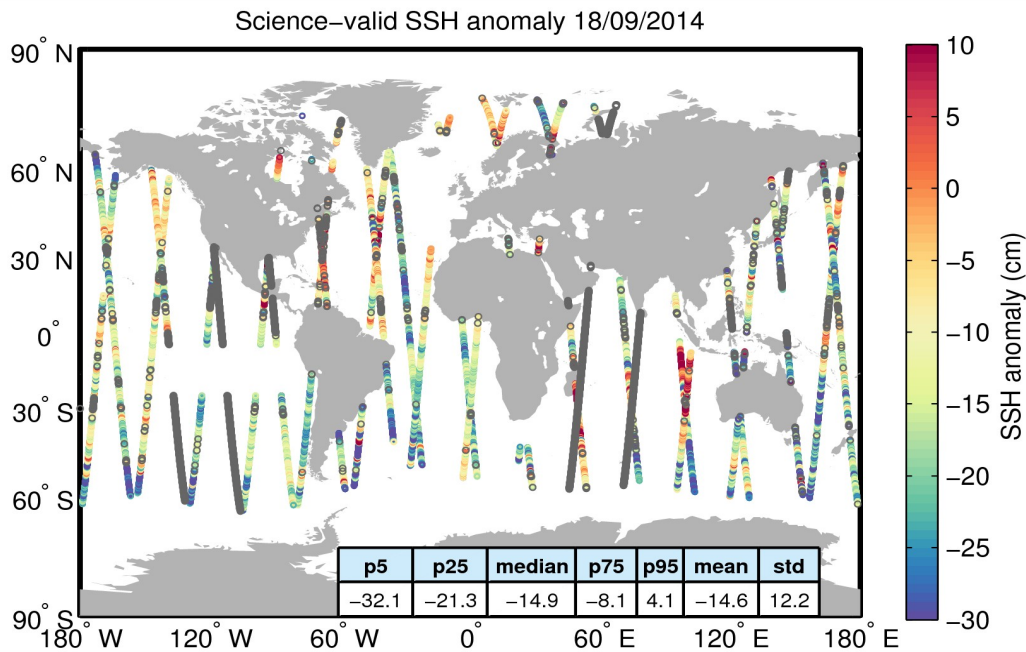 Science−valid SSH anomaly 18/09/2014
90° N
60° N
30° N
0°
30° S
60° S
90° S
180° W
120° W
60° W
0°
60° E
120° E
180° E
p5 p25 median p75 p95 mean std
−32.1 −21.3 −14.9 −8.1 4.1 −14.6 12.2
10
5
0
−5
−10
−15
−20
−25
−30
SSH anomaly (cm)